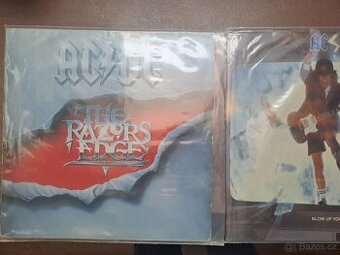 AC/DC
THE
RAZORS
EDGE
AC
BLOW UP YOU
bazos.cz